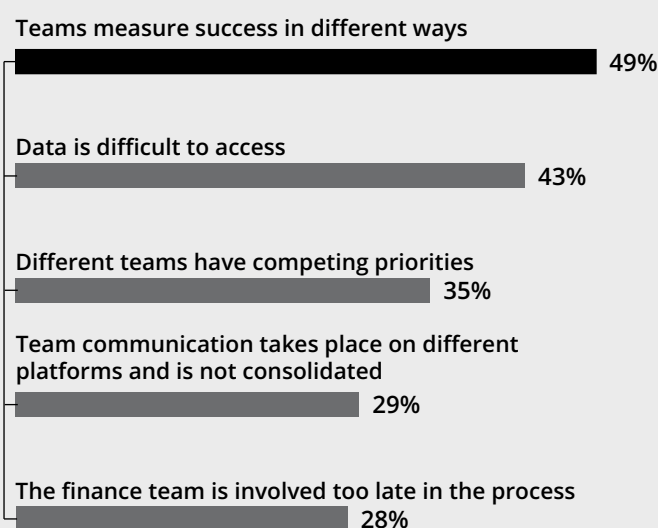 Teams measure success in different ways
49%
Data is difficult to access
43%
Different teams have competing priorities
35%
Team communication takes place on different
platforms and is not consolidated
29%
The finance team is involved too late in the process
28%